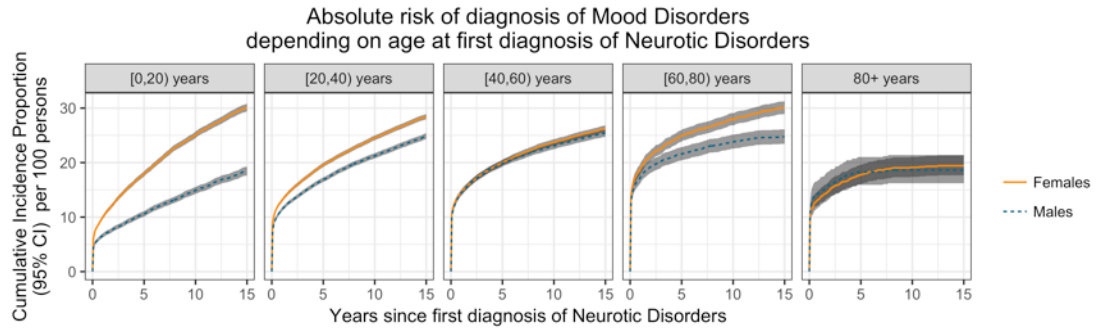 Absolute risk of diagnosis of Mood Disorders
depending on age at first diagnosis of Neurotic Disorders
Cumulative Incidence Proportion
(95% CI) per 100 persons
[0,20) years
[20,40) years
[40,60) years
[60,80) years
80+ years
30
20
10
0
0 5 10 15
0 5 10 15
0 5 10 15
0 5 10 15
0 5 10 15
Years since first diagnosis of Neurotic Disorders
Females
Males